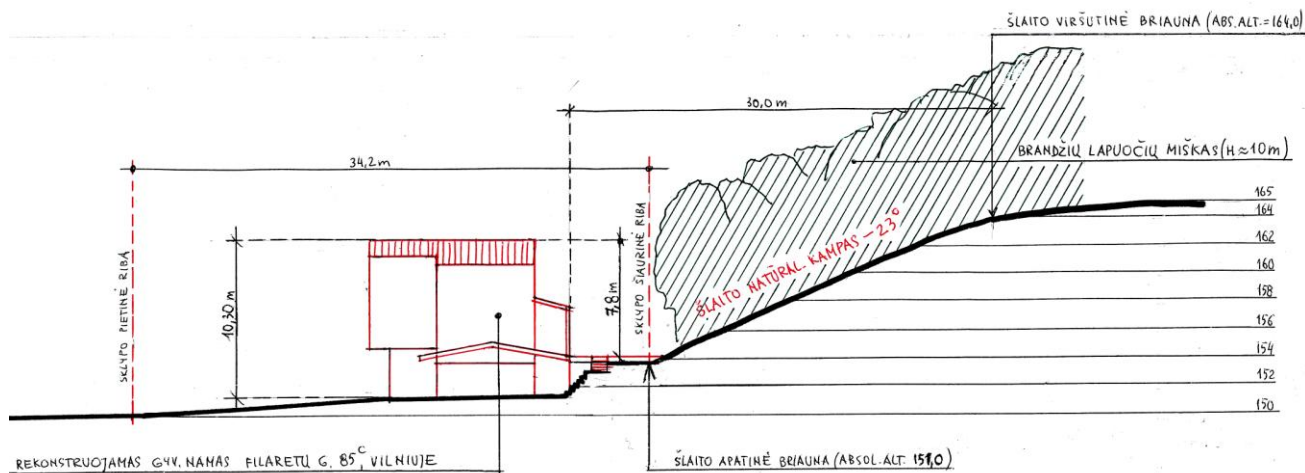 ŠLAITO VIRŠUTINĖ BRIAUNA (ABS.ALT.=164,0)
30,0 m
34,2 m
BRANDŽIŲ LAPUOČIŲ MIŠKAS (H≈10m)
165
164
162
160
158
156
154
152
150
SKLYPO PIETINĖ RIBA
10,30 m
7,8 m
SKLYPO ŠIAURINĖ RIBA
ŠLAITO NATŪRAL. KAMPAS - 23°
REKONSTRUOJAMAS GYV. NAMAS FILARETŲ G. 85C, VILNIUJE
ŠLAITO APATINĖ BRIAUNA (ABSOL.ALT. 151,0)